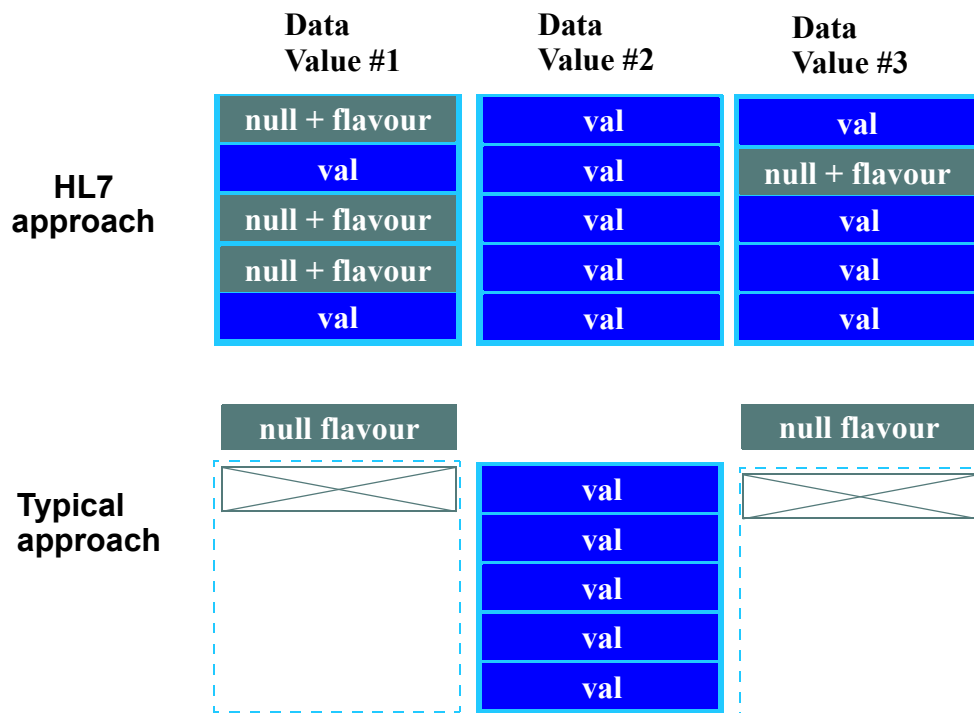 Data
Value #1
Data
Value #2
Data
Value #3
HL7
approach
null + flavour
val
null + flavour
null + flavour
val
val
val
val
val
val
val
null + flavour
val
val
val
Typical
approach
null flavour
val
val
val
val
val
null flavour